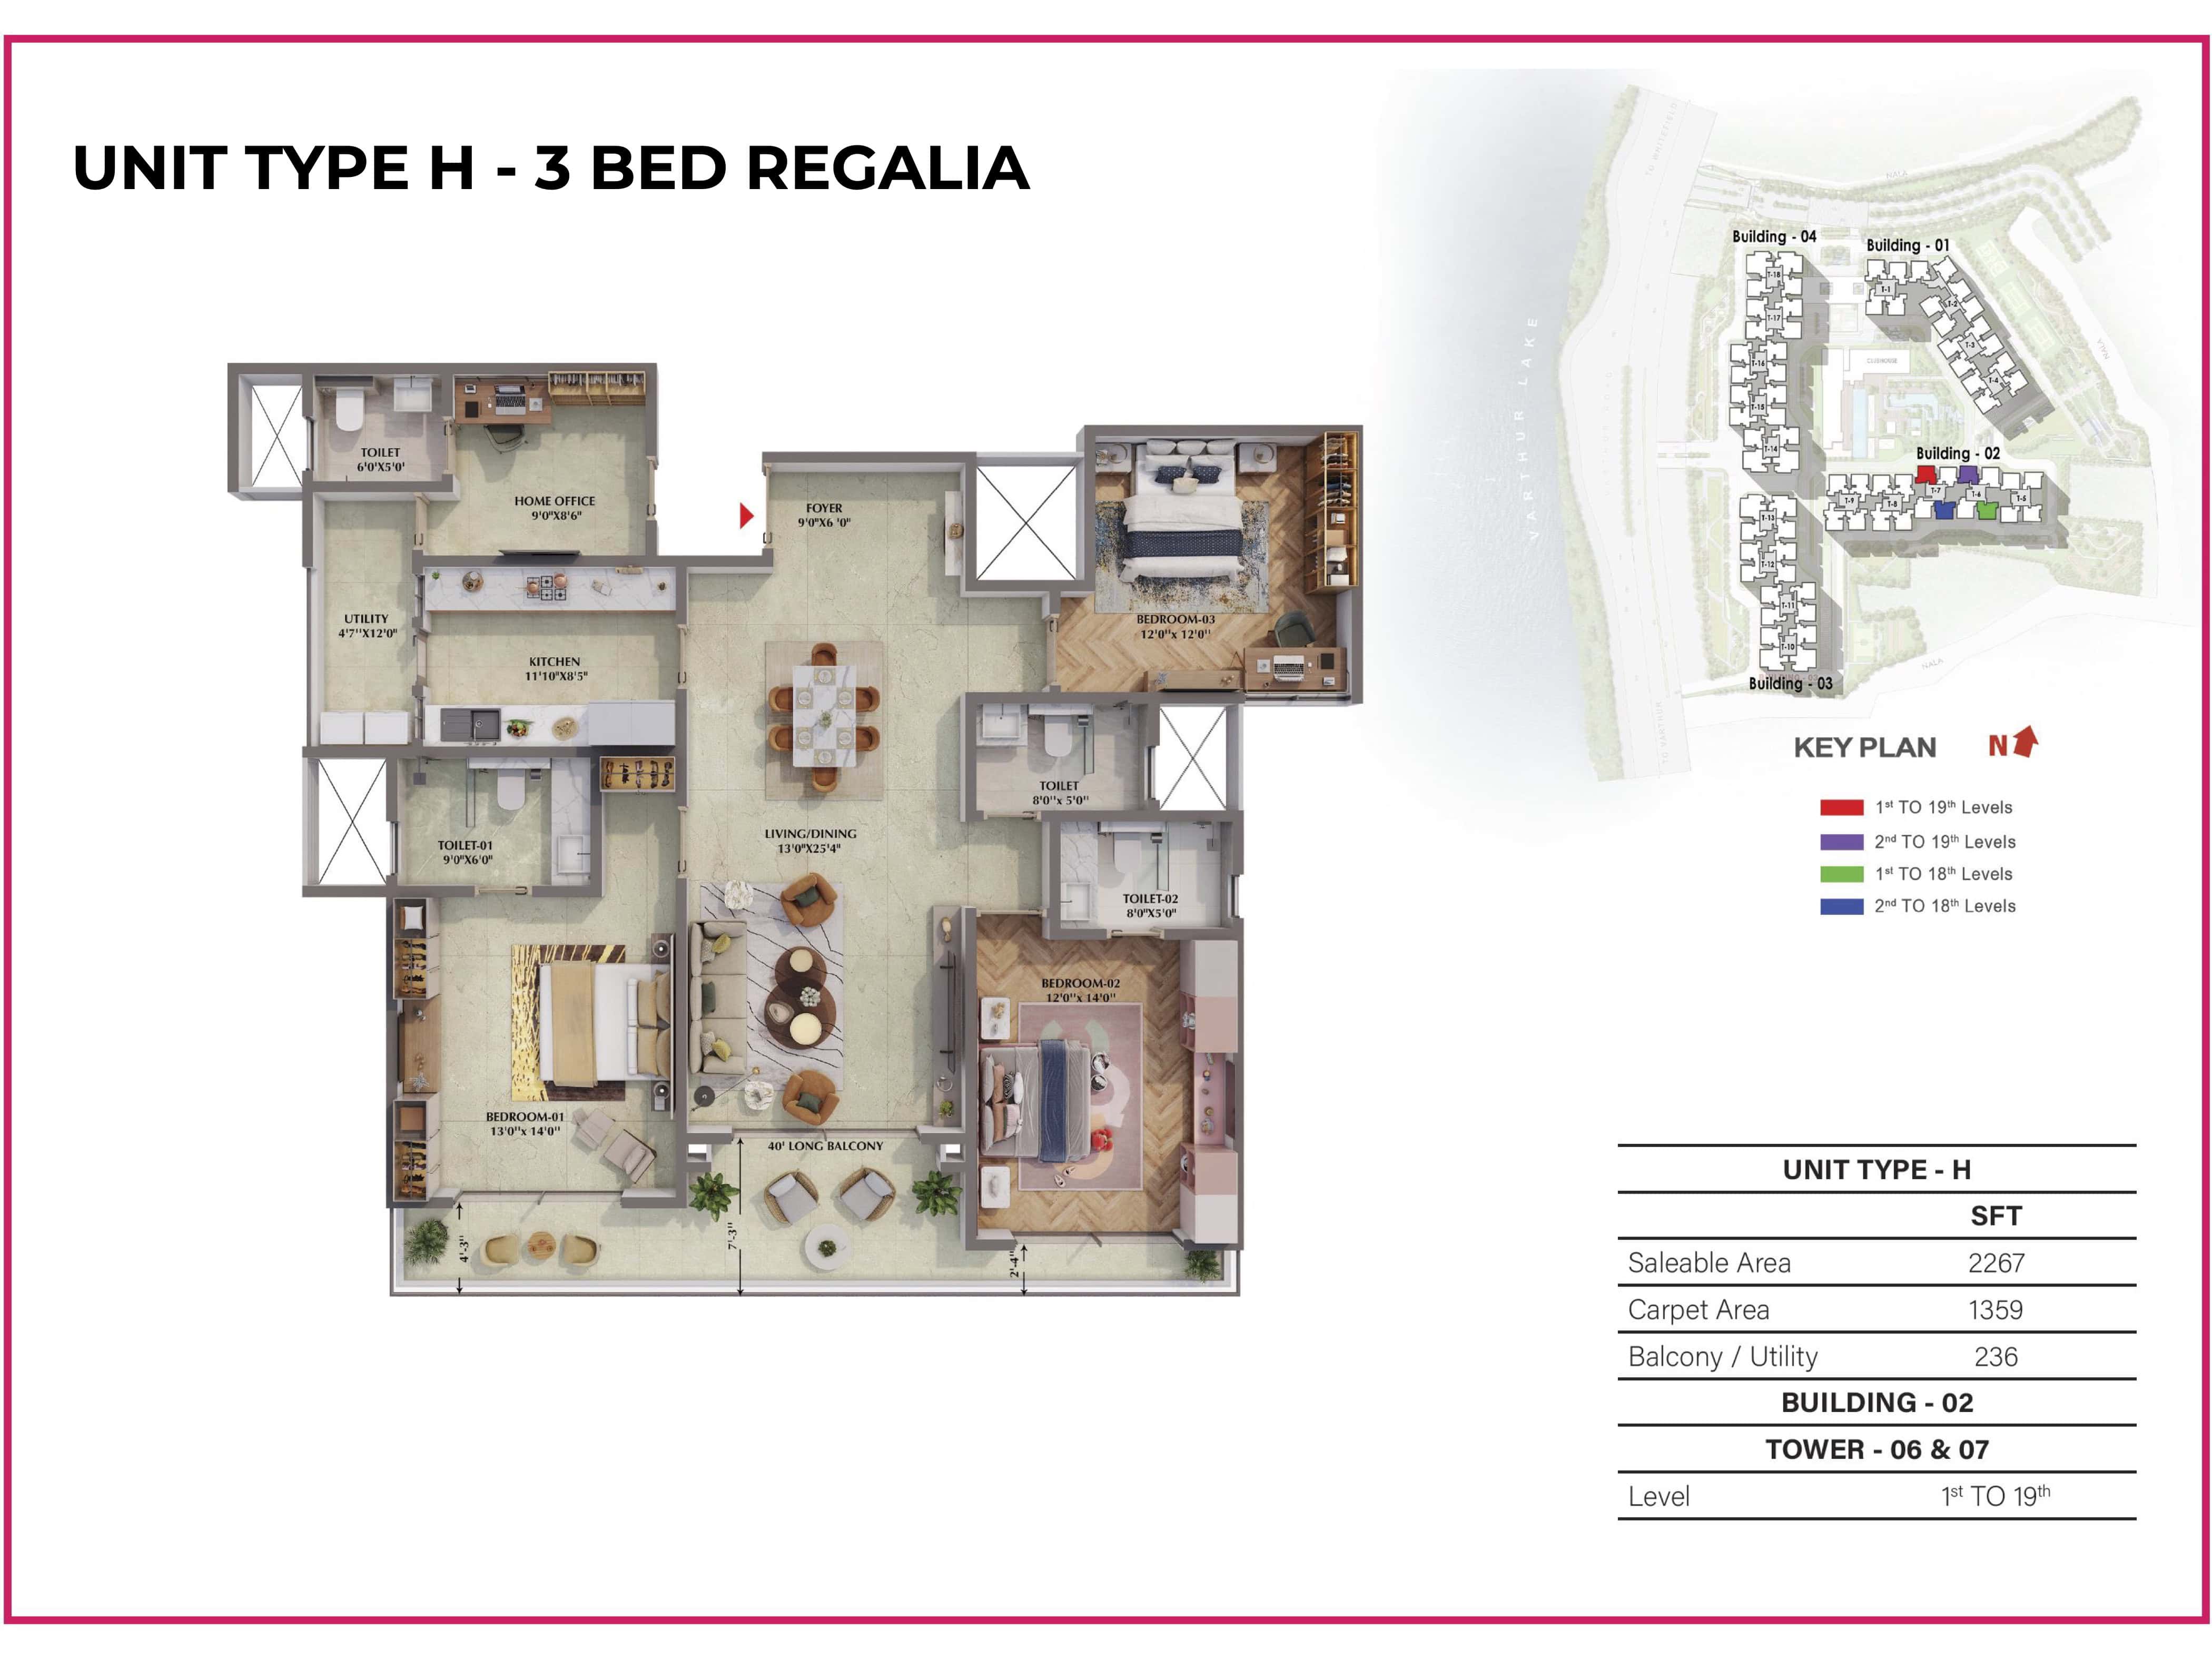 UNIT TYPE H - 3 BED REGALIA
TO WHITEFIELD
NALA
Building - 04
Building - 01
T-18
T-1
T-2
T-17
VARTHUR LAKE
T-3
NALA
T-16
CLUBHOUSE
T-4
T-15
T-14
Building - 02
T-9
T-8
T-7
T-6
T-5
T-13
T-12
T-11
T-10
NALA
Building - 03
TO VARTHUR
KEY PLAN
N
1st TO 19th Levels
2nd TO 19th Levels
1st TO 18th Levels
2nd TO 18th Levels
TOILET
6'0'X5'0'
HOME OFFICE
9'0"X8'6"
FOYER
9'0"X6 '0"
UTILITY
4'7''X12'0"
KITCHEN
11'10"X8'5"
BEDROOM-03
12'0''x 12'0''
TOILET
8'0''x 5'0''
TOILET-01
9'0"X6'0"
LIVING/DINING
13'0"X25'4"
TOILET-02
8'0"X5'0"
BEDROOM-02
12'0''x 14'0''
BEDROOM-01
13'0''x 14'0''
40' LONG BALCONY
4'-3"
7'-3"
2'-4"
UNIT TYPE - H
SFT
Saleable Area 2267
Carpet Area 1359
Balcony / Utility 236
BUILDING - 02
TOWER - 06 & 07
Level 1st TO 19th